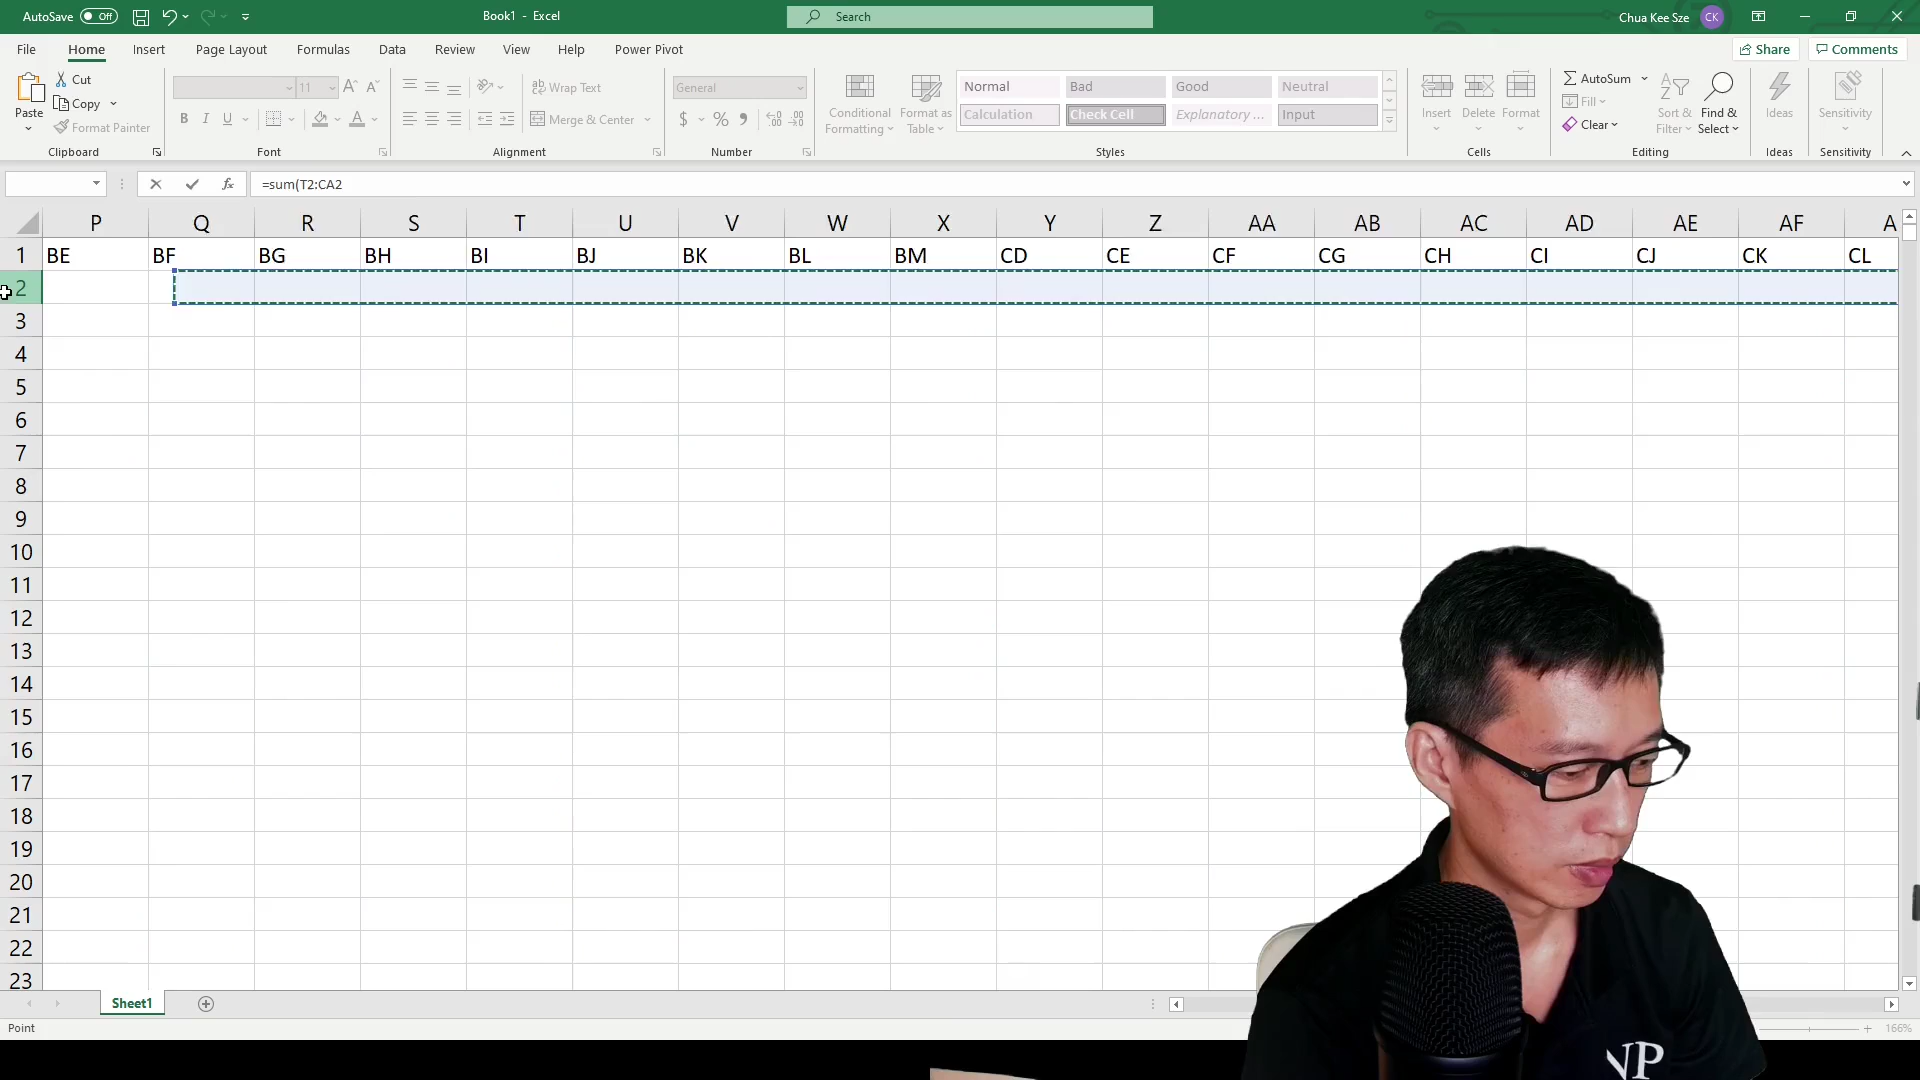 AutoSave Off Book1 - Excel Search Chua Kee Sze CK
File Home Insert Page Layout Formulas Data Review View Help Power Pivot Share Comments
Paste Cut Copy Format Painter Clipboard
11 B I U Font
Wrap Text Merge & Center Alignment
General $ % Number
Conditional Formatting Format as Table
Normal Bad Good Neutral
Calculation Check Cell Explanatory ... Input
Styles
Insert Delete Format Cells
AutoSum Fill Clear Sort & Filter Find & Select Editing
Ideas Ideas
Sensitivity Sensitivity
fx =sum(T2:CA2
P Q R S T U V W X Y Z AA AB AC AD AE AF A
1 BE BF BG BH BI BJ BK BL BM CD CE CF CG CH CI CJ CK CL
2
3
4
5
6
7
8
9
10
11
12
13
14
15
16
17
18
19
20
21
22
23
Sheet1
Point 166%
NP